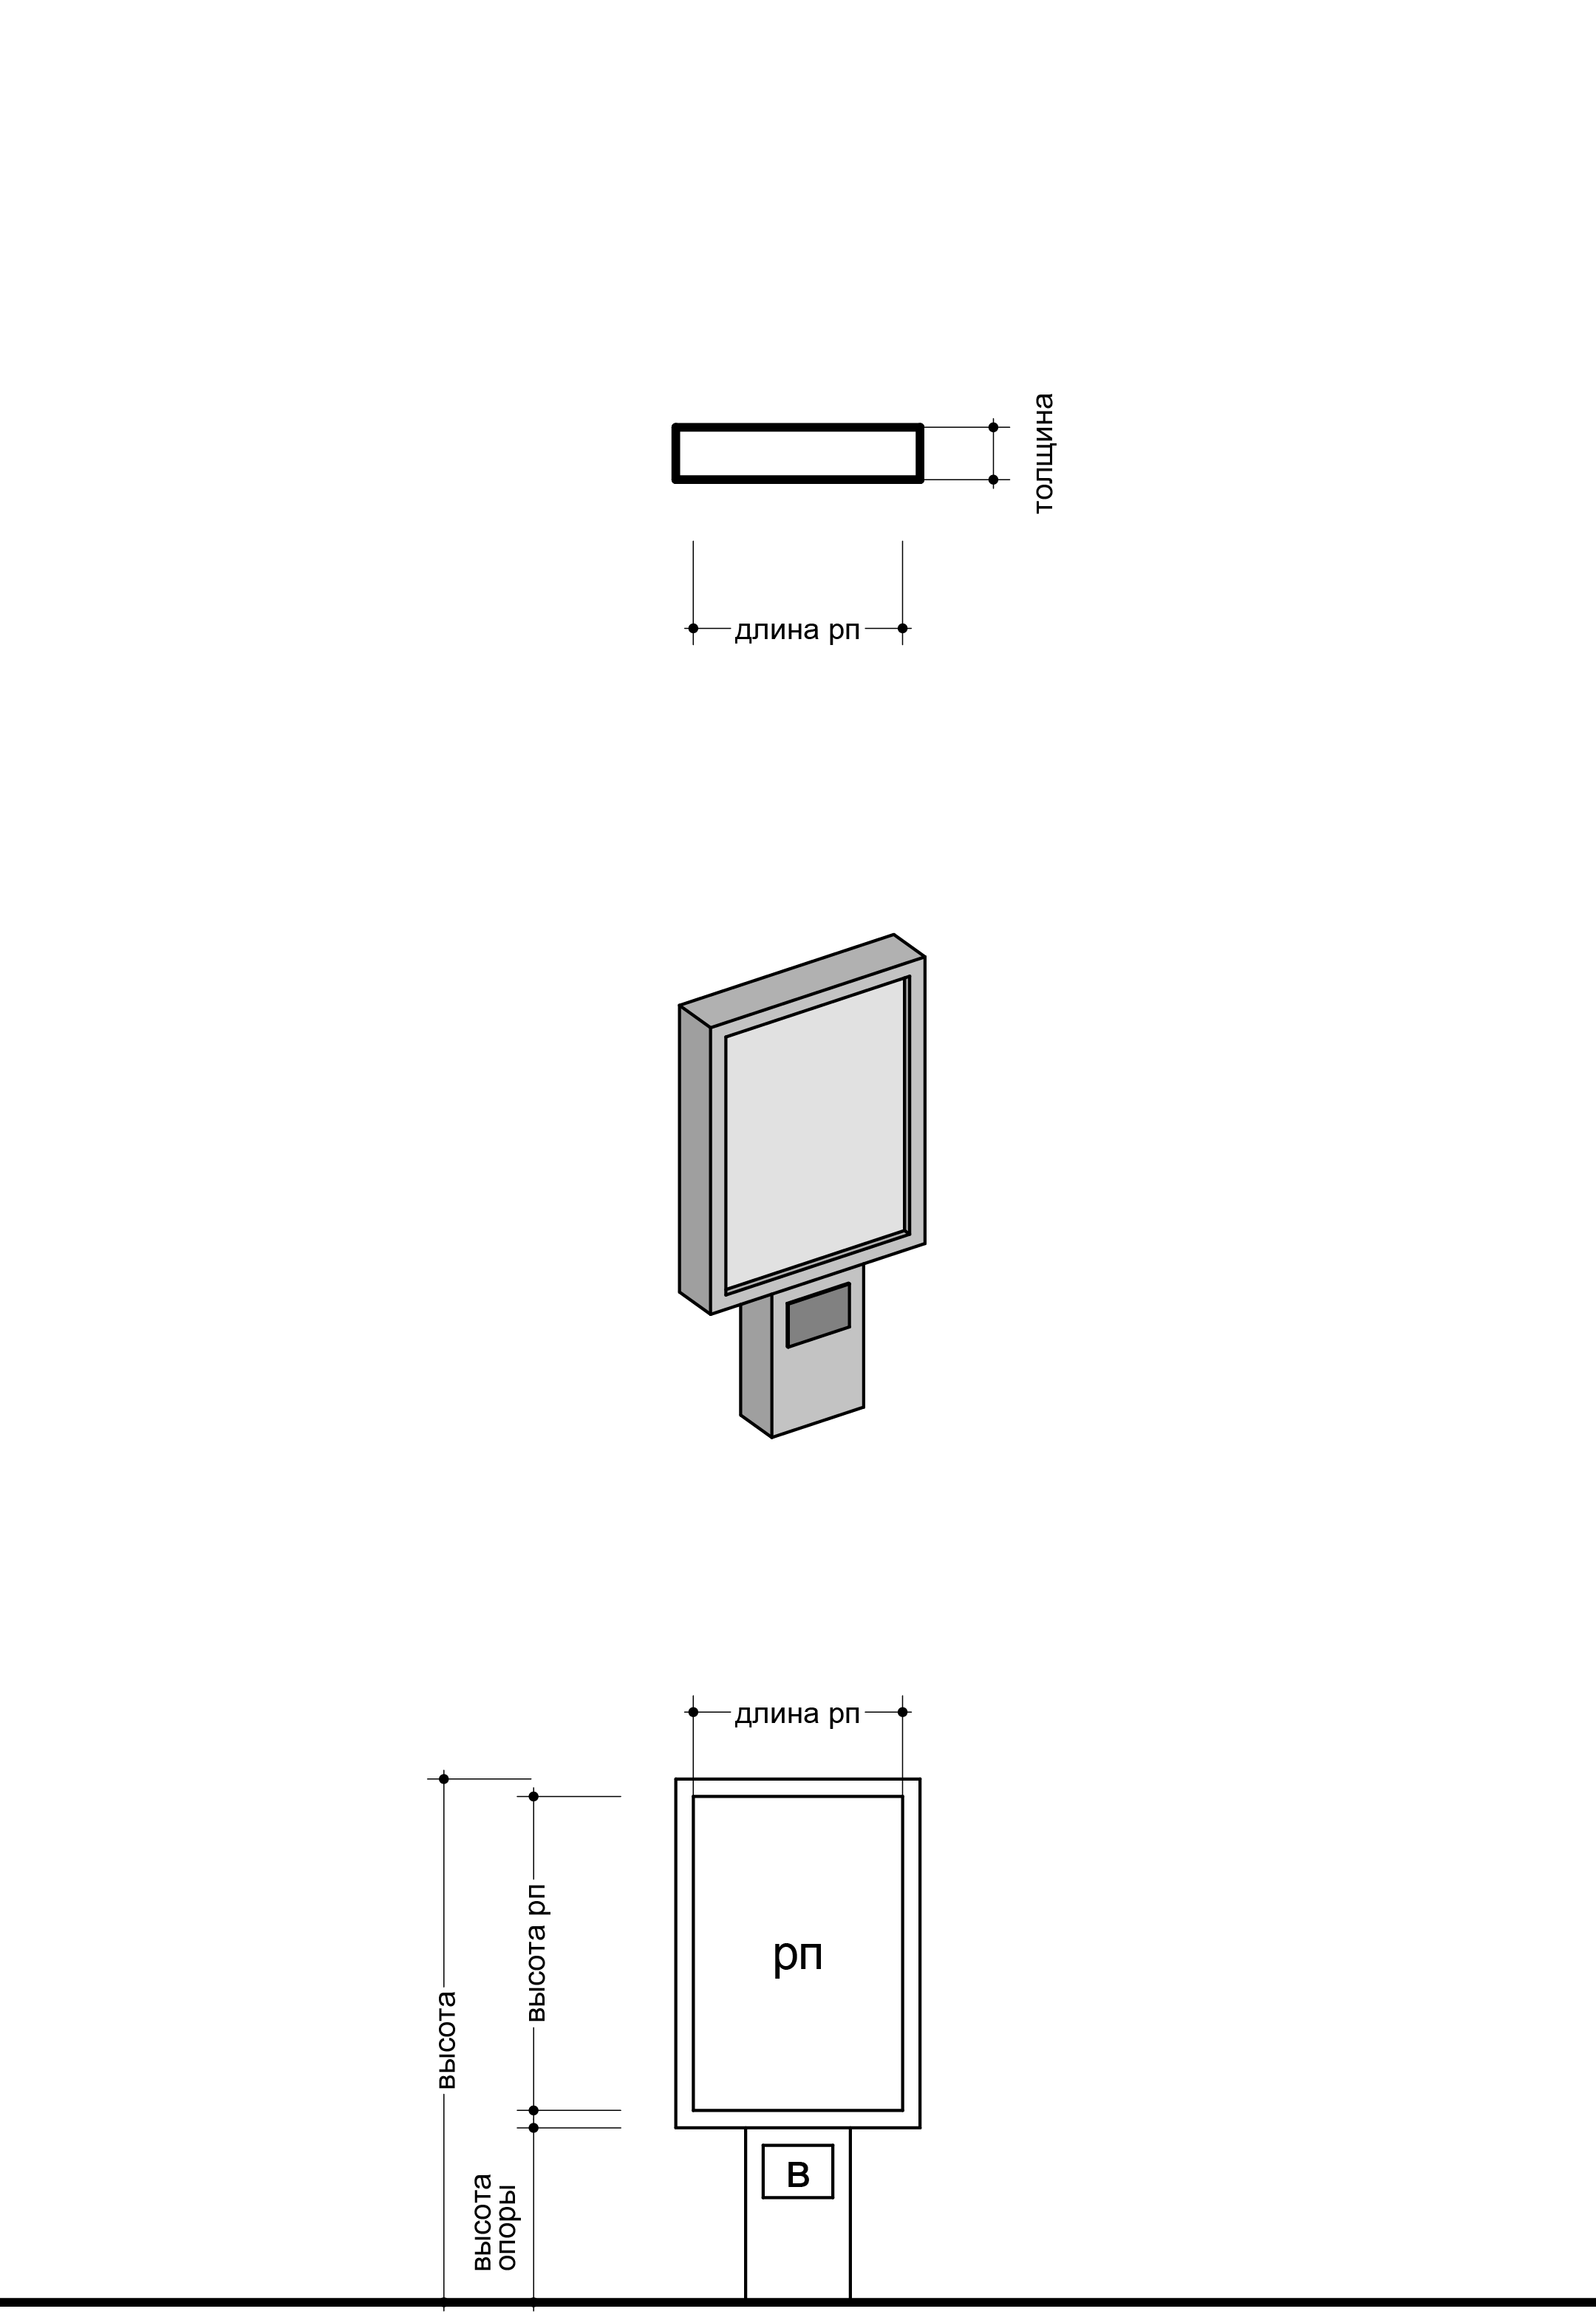 толщина
длина рп
длина рп
высота рп
рп
высота
в
высота
опоры